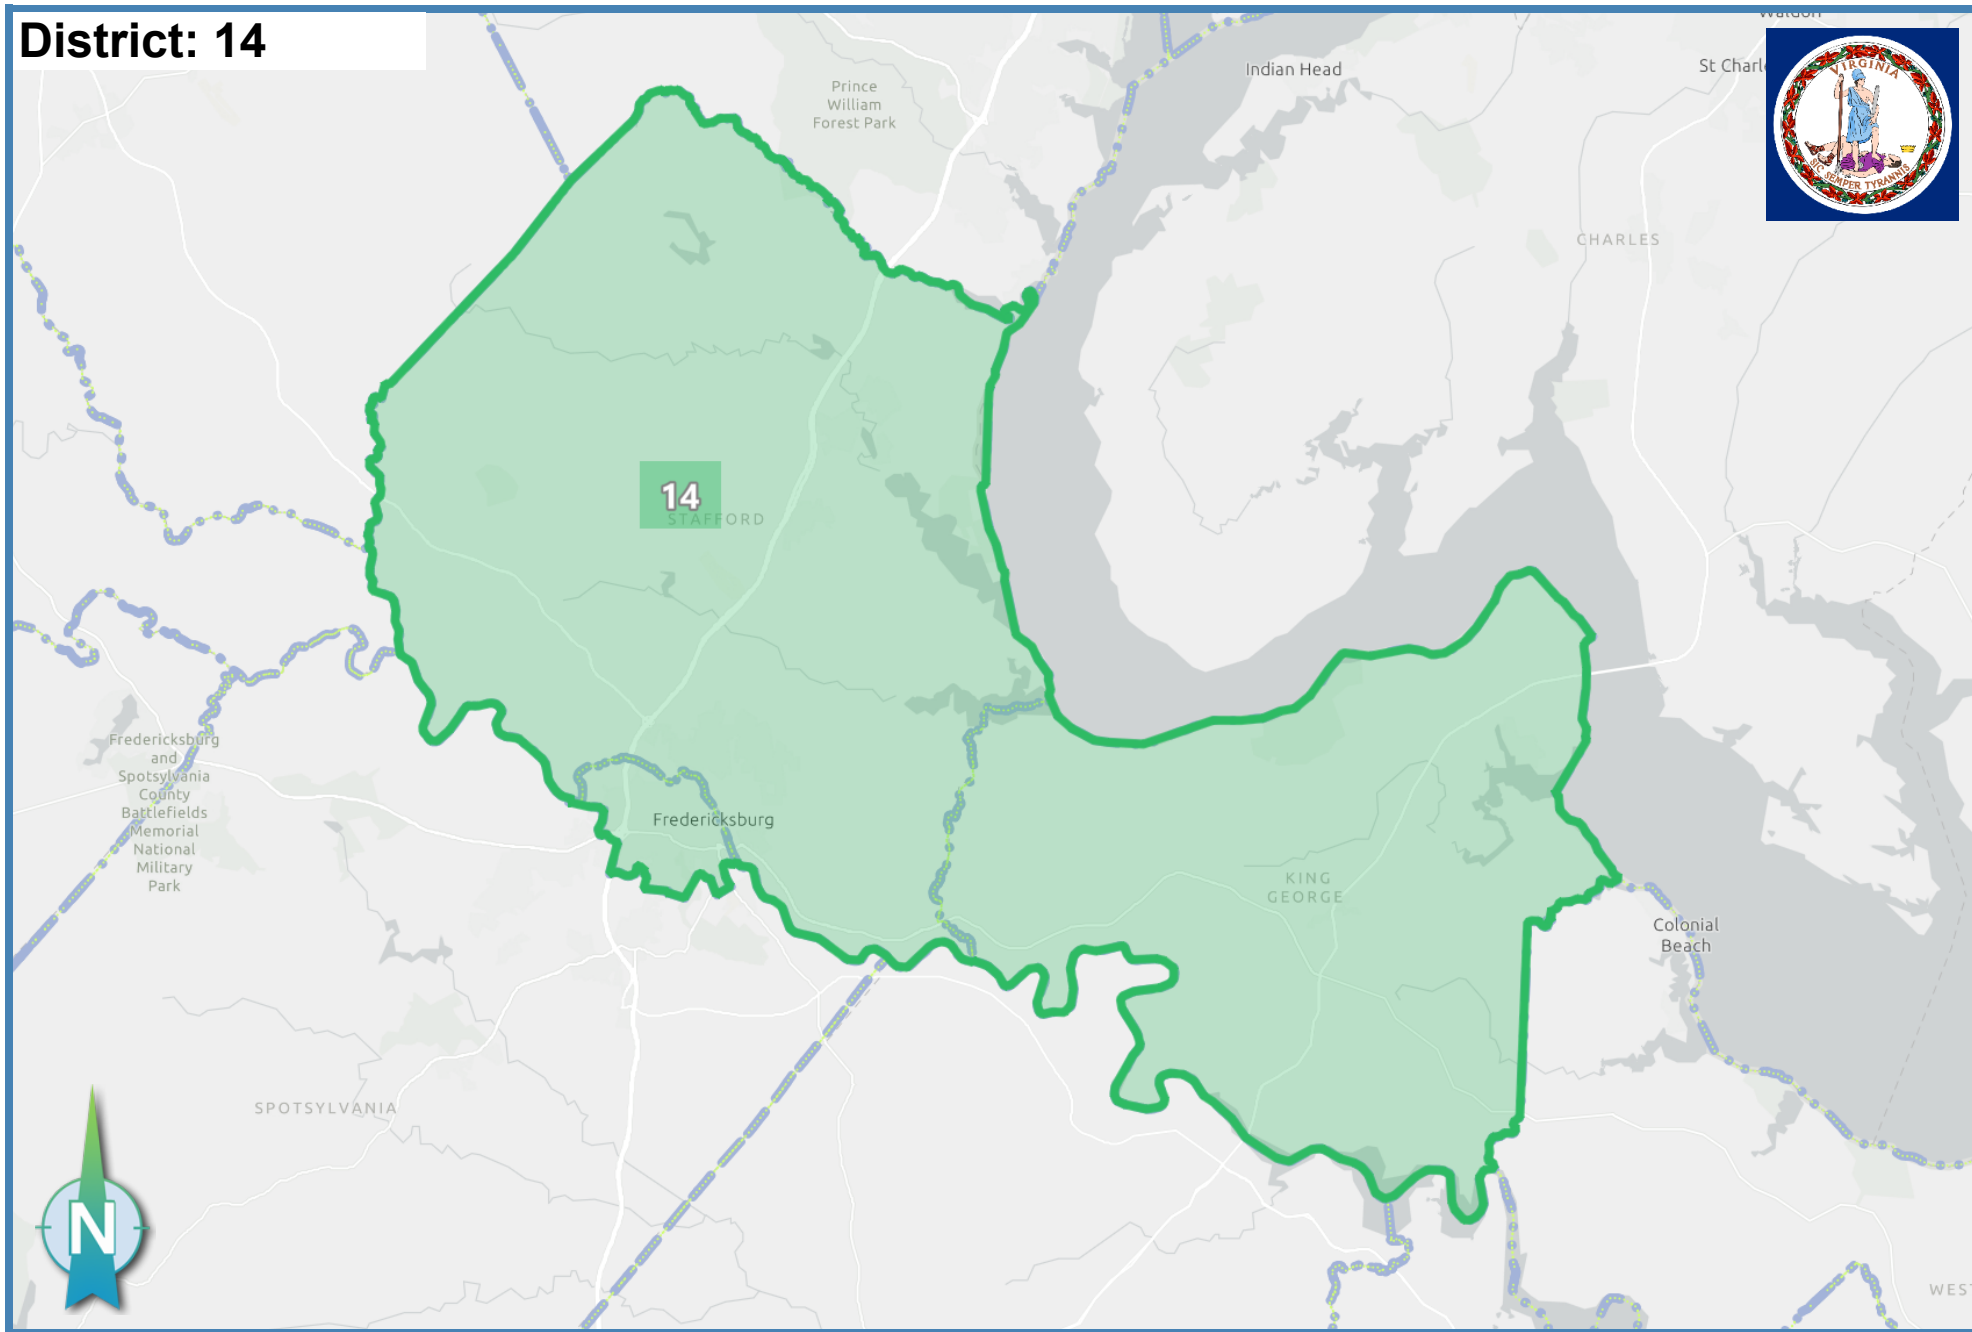 District: 14
Waldorf
Indian Head
St Charl
VIRGINIA
SIC SEMPER TYRANNIS
Prince
William
Forest Park
CHARLES
14
STAFFORD
Fredericksburg
and
Spotsylvania
County
Battlefields
Memorial
National
Military
Park
Fredericksburg
KING
GEORGE
Colonial
Beach
SPOTSYLVANIA
N
WEST